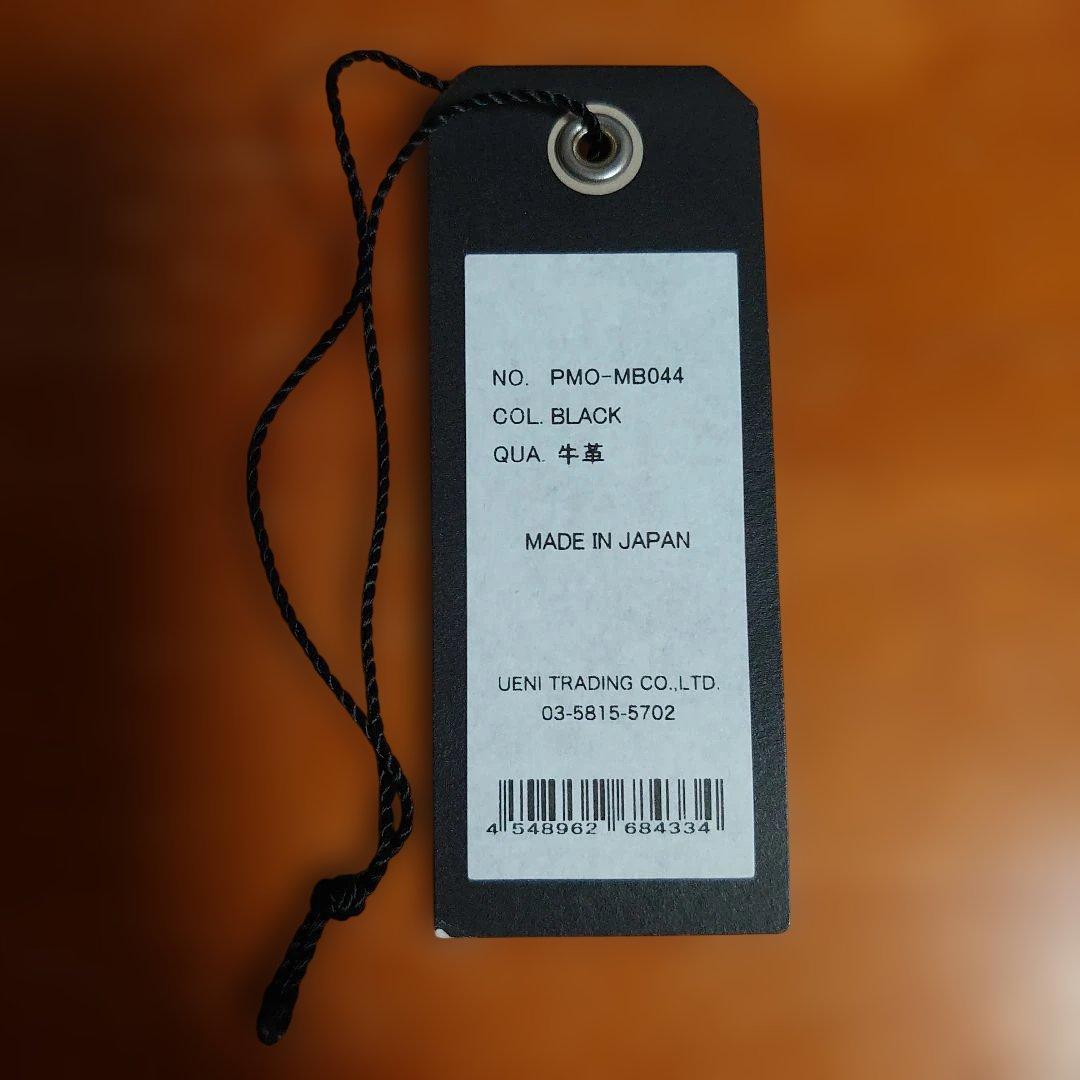 NO. PMO-MB044
COL. BLACK
QUA. 牛革
MADE IN JAPAN
UENI TRADING CO.,LTD.
03-5815-5702
4 548962 684334